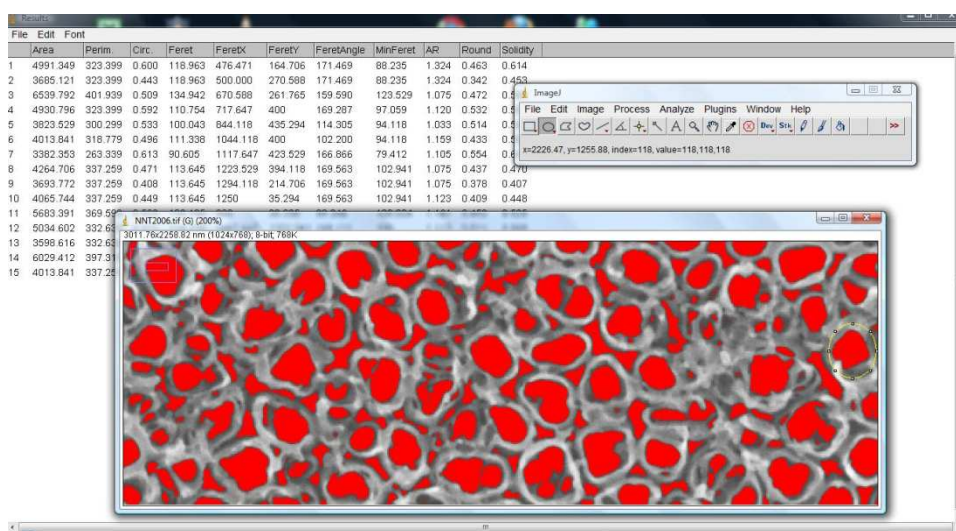 Results
File Edit Font
Area Perim. Circ. Feret FeretX FeretY FeretAngle MinFeret AR Round Solidity
1 4991.349 323.399 0.600 118.963 476.471 164.706 171.469 88.235 1.324 0.463 0.614
2 3685.121 323.399 0.443 118.963 500.000 270.588 171.469 88.235 1.324 0.342 0.453
3 6539.792 401.939 0.509 134.942 670.588 261.765 159.590 123.529 1.075 0.472
4 4930.796 323.399 0.592 110.754 717.647 400 169.287 97.059 1.120 0.532
5 3823.529 300.299 0.533 100.043 844.118 435.294 114.305 94.118 1.033 0.514
6 4013.841 318.779 0.496 111.338 1044.118 400 102.200 94.118 1.159 0.433
7 3382.353 263.339 0.613 90.605 1117.647 423.529 166.866 79.412 1.105 0.554
8 4264.706 337.259 0.471 113.645 1223.529 394.118 169.563 102.941 1.075 0.437 0.470
9 3693.772 337.259 0.408 113.645 1294.118 214.706 169.563 102.941 1.075 0.378 0.407
10 4065.744 337.259 0.449 113.645 1250 35.294 169.563 102.941 1.123 0.409 0.448
11 5683.391
12 5034.602
13 3598.616
14 6029.412
15 4013.841
ImageJ
File Edit Image Process Analyze Plugins Window Help
A Dev Stk >>
x=2226.47, y=1255.88, index=118, value=118,118,118
NNT2006.tif (G) (200%)
3011.76x2258.82 nm (1024x768); 8-bit; 768K